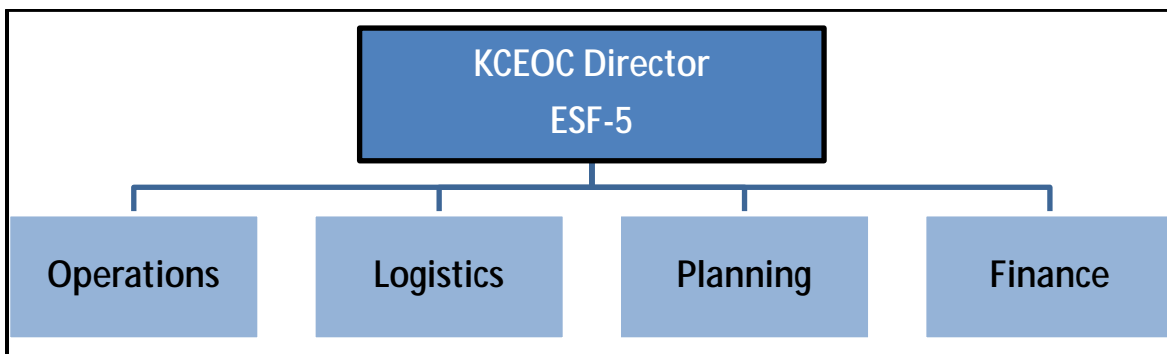 KCEOC Director
ESF-5
Operations
Logistics
Planning
Finance